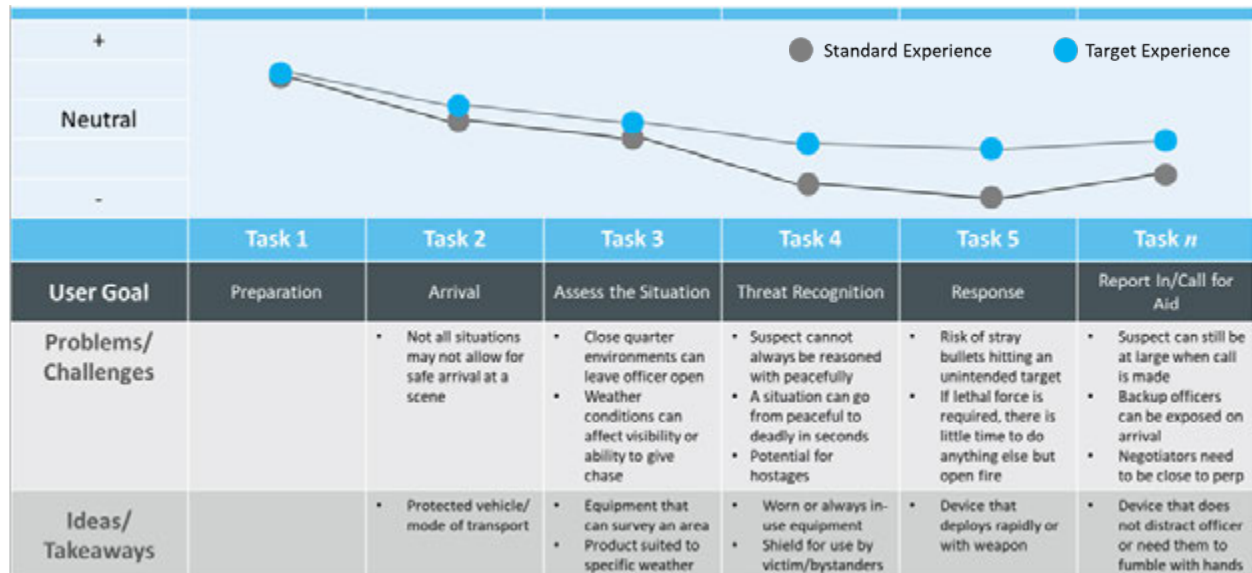 +
Standard Experience
Target Experience
Neutral
-
Task 1
Task 2
Task 3
Task 4
Task 5
Task n
User Goal
Preparation
Arrival
Assess the Situation
Threat Recognition
Response
Report In/Call for
Aid
Problems/
Challenges
• Not all situations
may not allow for
safe arrival at a
scene
• Close quarter
environments can
leave officer open
• Weather
conditions can
affect visibility or
ability to give
chase
• Suspect cannot
always be reasoned
with peacefully
• A situation can go
from peaceful to
deadly in seconds
• Potential for
hostages
• Risk of stray
bullets hitting an
unintended target
• If lethal force is
required, there is
little time to do
anything else but
open fire
• Suspect can still be
at large when call
is made
• Backup officers
can be exposed on
arrival
• Negotiators need
to be close to perp
Ideas/
Takeaways
• Protected vehicle/
mode of transport
• Equipment that
can survey an area
• Product suited to
specific weather
• Worn or always in-
use equipment
• Shield for use by
victim/bystanders
• Device that
deploys rapidly or
with weapon
• Device that does
not distract officer
or need them to
fumble with hands